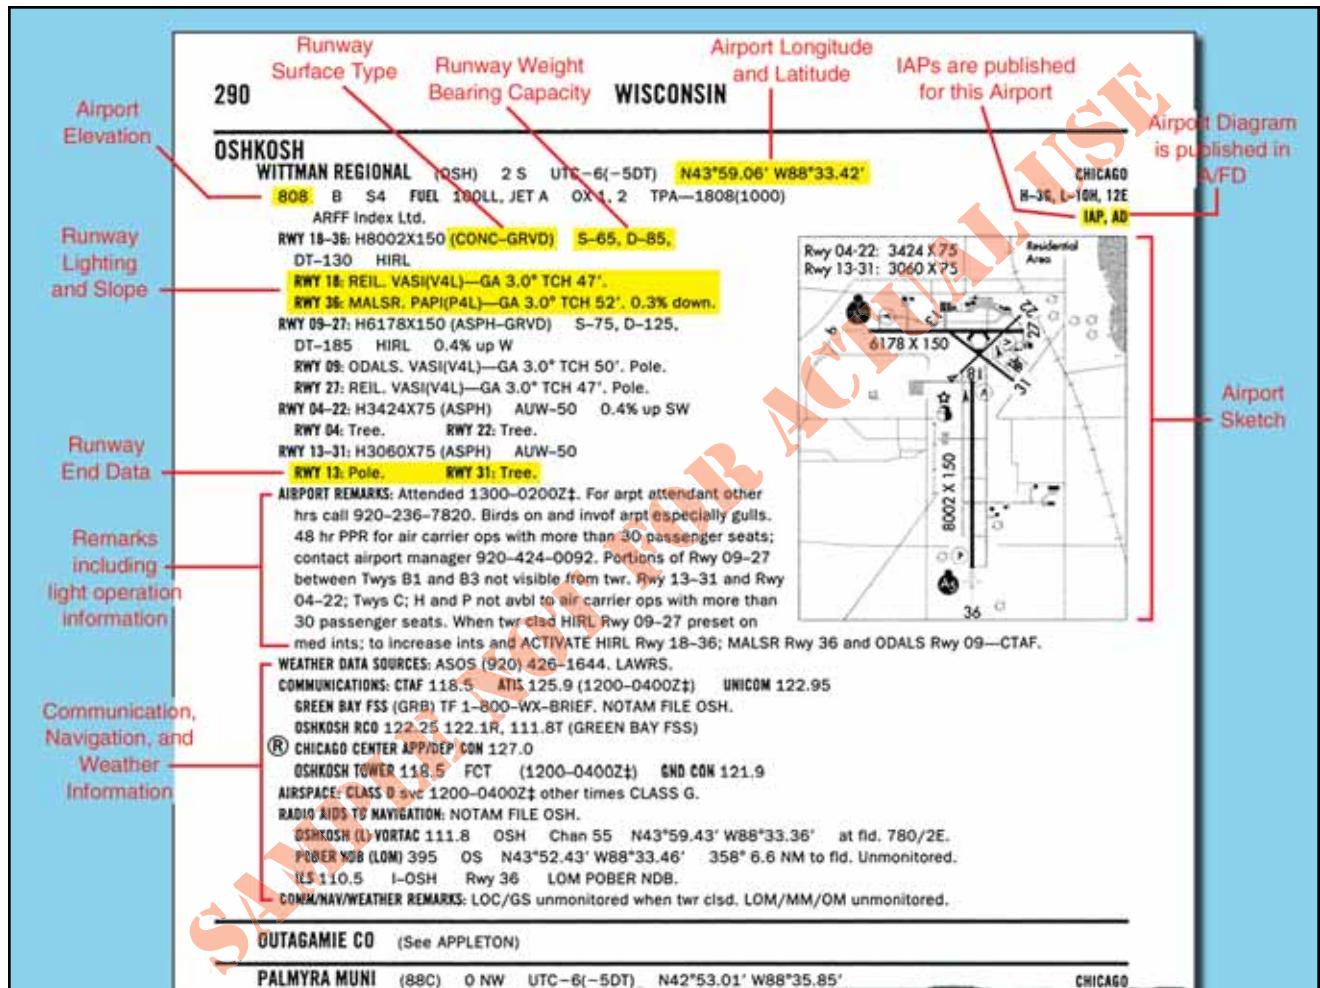 Runway
Surface Type
Runway Weight
Bearing Capacity
Airport Longitude
and Latitude
IAPs are published
for this Airport
Airport
Elevation
Airport Diagram
is published in
A/FD
290 WISCONSIN
OSHKOSH
WITTMAN REGIONAL (OSH) 2 S UTC-6(-5DT) N43°59.06' W88°33.42' CHICAGO
808 B S4 FUEL 100LL, JET A OX 1, 2 TPA—1808(1000) H-3G, L-10H, 12E
ARFF Index Ltd. IAP, AD
RWY 18-36: H8002X150 (CONC-GRVD) S-65, D-85,
DT-130 HIRL
RWY 18: REIL. VASI(V4L)—GA 3.0° TCH 47'.
RWY 36: MALSR. PAPI(P4L)—GA 3.0° TCH 52'. 0.3% down.
RWY 09-27: H6178X150 (ASPH-GRVD) S-75, D-125,
DT-185 HIRL 0.4% up W
RWY 09: ODALS. VASI(V4L)—GA 3.0° TCH 50'. Pole.
RWY 27: REIL. VASI(V4L)—GA 3.0° TCH 47'. Pole.
RWY 04-22: H3424X75 (ASPH) AUW-50 0.4% up SW
RWY 04: Tree. RWY 22: Tree.
RWY 13-31: H3060X75 (ASPH) AUW-50
RWY 13: Pole. RWY 31: Tree.
AIRPORT REMARKS: Attended 1300-0200Z‡. For arpt attendant other
hrs call 920-236-7820. Birds on and invof arpt especially gulls.
48 hr PPR for air carrier ops with more than 30 passenger seats;
contact airport manager 920-424-0092. Portions of Rwy 09-27
between Twys B1 and B3 not visible from twr. Rwy 13-31 and Rwy
04-22; Twys C; H and P not avbl to air carrier ops with more than
30 passenger seats. When twr clsd HIRL Rwy 09-27 preset on
med ints; to increase ints and ACTIVATE HIRL Rwy 18-36; MALSR Rwy 36 and ODALS Rwy 09—CTAF.
WEATHER DATA SOURCES: ASOS (920) 426-1644. LAWRS.
COMMUNICATIONS: CTAF 118.5 ATIS 125.9 (1200-0400Z‡) UNICOM 122.95
GREEN BAY FSS (GRB) TF 1-800-WX-BRIEF. NOTAM FILE OSH.
OSHKOSH RCO 122.25 122.1R, 111.8T (GREEN BAY FSS)
Ⓡ CHICAGO CENTER APP/DEP CON 127.0
OSHKOSH TOWER 118.5 FCT (1200-0400Z‡) GND CON 121.9
AIRSPACE: CLASS D svc 1200-0400Z‡ other times CLASS G.
RADIO AIDS TO NAVIGATION: NOTAM FILE OSH.
OSHKOSH (L) VORTAC 111.8 OSH Chan 55 N43°59.43' W88°33.36' at fld. 780/2E.
POBER NDB (LOM) 395 OS N43°52.43' W88°33.46' 358° 6.6 NM to fld. Unmonitored.
ILS 110.5 I-OSH Rwy 36 LOM POBER NDB.
COMM/NAV/WEATHER REMARKS: LOC/GS unmonitored when twr clsd. LOM/MM/OM unmonitored.
OUTAGAMIE CO (See APPLETON)
PALMYRA MUNI (88C) 0 NW UTC-6(-5DT) N42°53.01' W88°35.85' CHICAGO
Runway
Lighting
and Slope
Runway
End Data
Remarks
including
light operation
information
Communication,
Navigation, and
Weather
Information
Rwy 04-22: 3424 X 75
Rwy 13-31: 3060 X 75
Residential
Area
6178 X 150
8002 X 150
9
13
22
27
4
31
18
36
P
Airport
Sketch
SAMPLE NOT FOR ACTUAL USE